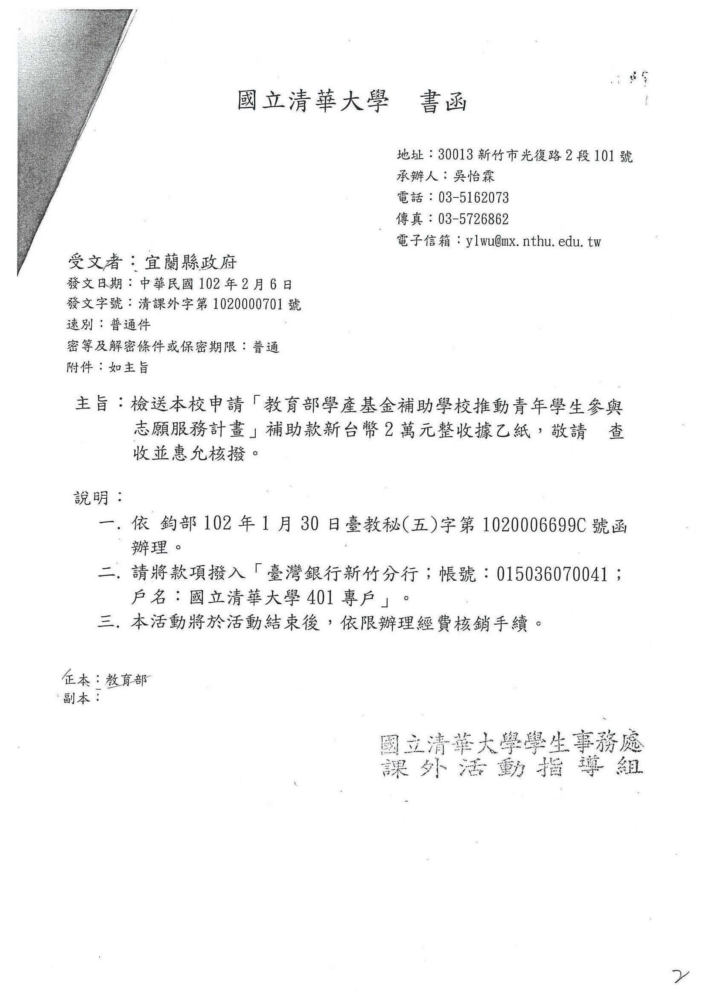 國立清華大學　書函
地址：30013新竹市光復路2段101號
承辦人：吳怡霖
電話：03-5162073
傳真：03-5726862
電子信箱：ylwu@mx.nthu.edu.tw
受文者：宜蘭縣政府
發文日期：中華民國102年2月6日
發文字號：清課外字第1020000701號
速別：普通件
密等及解密條件或保密期限：普通
附件：如主旨
主旨：檢送本校申請「教育部學產基金補助學校推動青年學生參與
志願服務計畫」補助款新台幣2萬元整收據乙紙，敬請　查
收並惠允核撥。
說明：
一. 依 鈞部102年1月30日臺教秘(五)字第1020006699C號函
辦理。
二. 請將款項撥入「臺灣銀行新竹分行；帳號：015036070041；
戶名：國立清華大學401專戶」。
三. 本活動將於活動結束後，依限辦理經費核銷手續。
正本：教育部
副本：
國立清華大學學生事務處
課外活動指導組
2